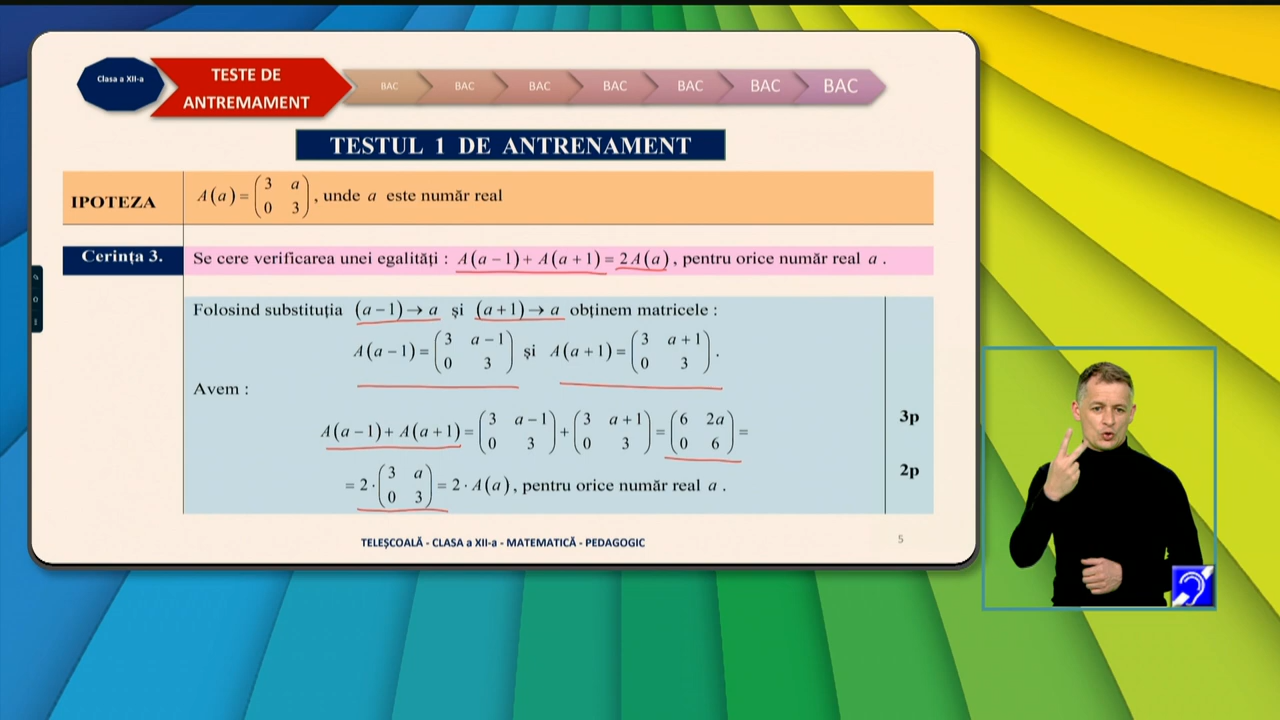 Clasa a XII-a
TESTE DE
ANTREMAMENT
BAC BAC BAC BAC BAC BAC BAC
TESTUL 1 DE ANTRENAMENT
IPOTEZA
A(a) = (3 a; 0 3), unde a este număr real
Cerința 3.
Se cere verificarea unei egalități : A(a − 1) + A(a + 1) = 2A(a), pentru orice număr real a .
Folosind substituția (a − 1) → a și (a + 1) → a obținem matricele :
A(a − 1) = (3 a − 1; 0 3) și A(a + 1) = (3 a + 1; 0 3) .
Avem :
A(a − 1) + A(a + 1) = (3 a − 1; 0 3) + (3 a + 1; 0 3) = (6 2a; 0 6) =
3p
= 2 · (3 a; 0 3) = 2 · A(a), pentru orice număr real a .
2p
TELEȘCOALĂ - CLASA a XII-a - MATEMATICĂ - PEDAGOGIC
5